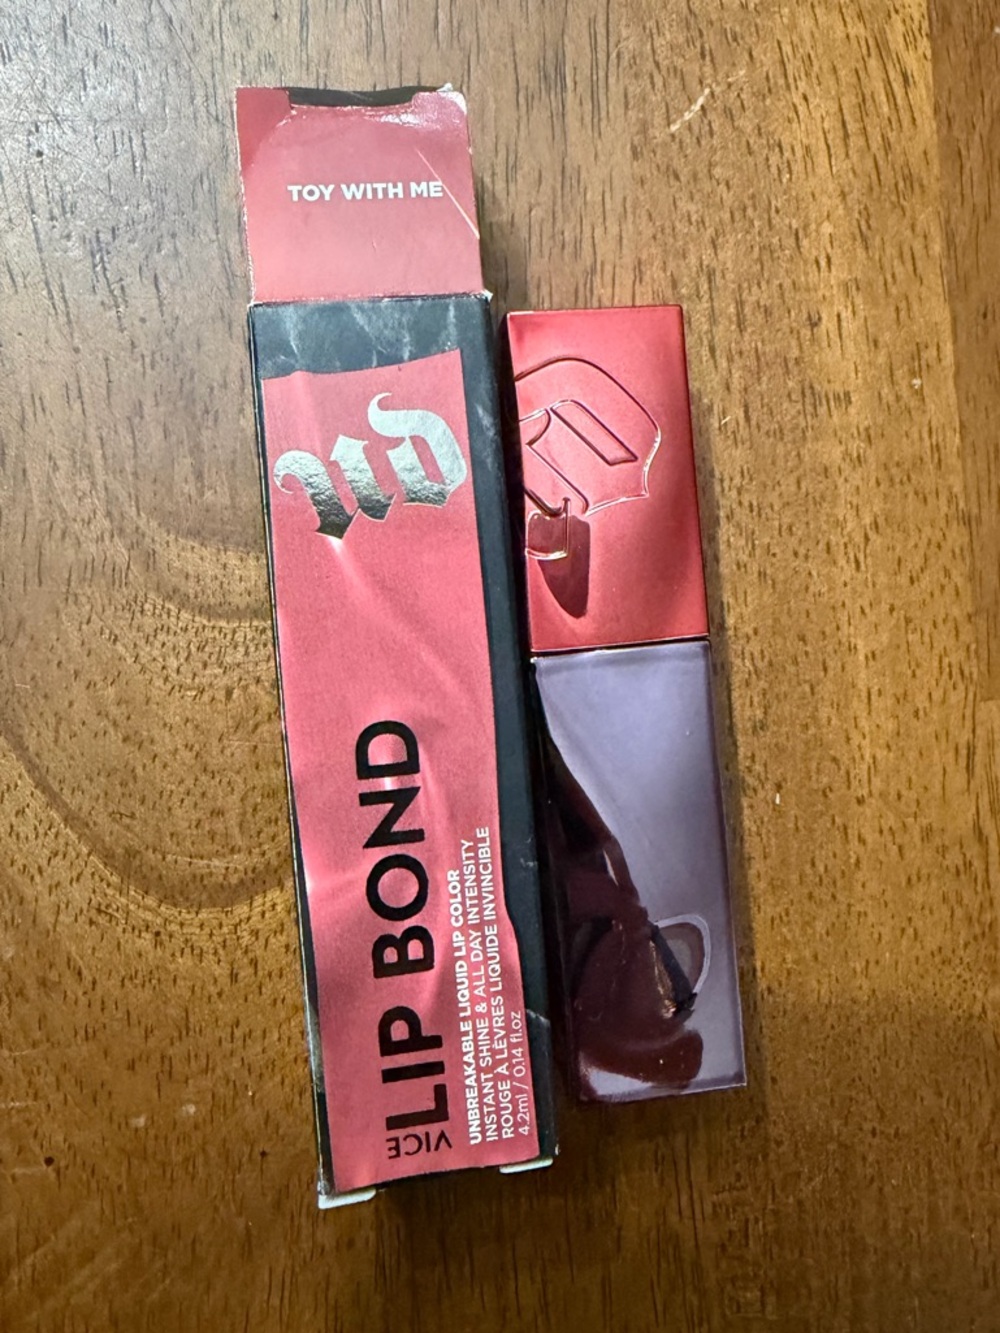 TOY WITH ME
UD
VICE
LIP BOND
UNBREAKABLE LIQUID LIP COLOR
INSTANT SHINE & ALL DAY INTENSITY
ROUGE À LÈVRES LIQUIDE INVINCIBLE
4.2ml / 0.14 fl.oz